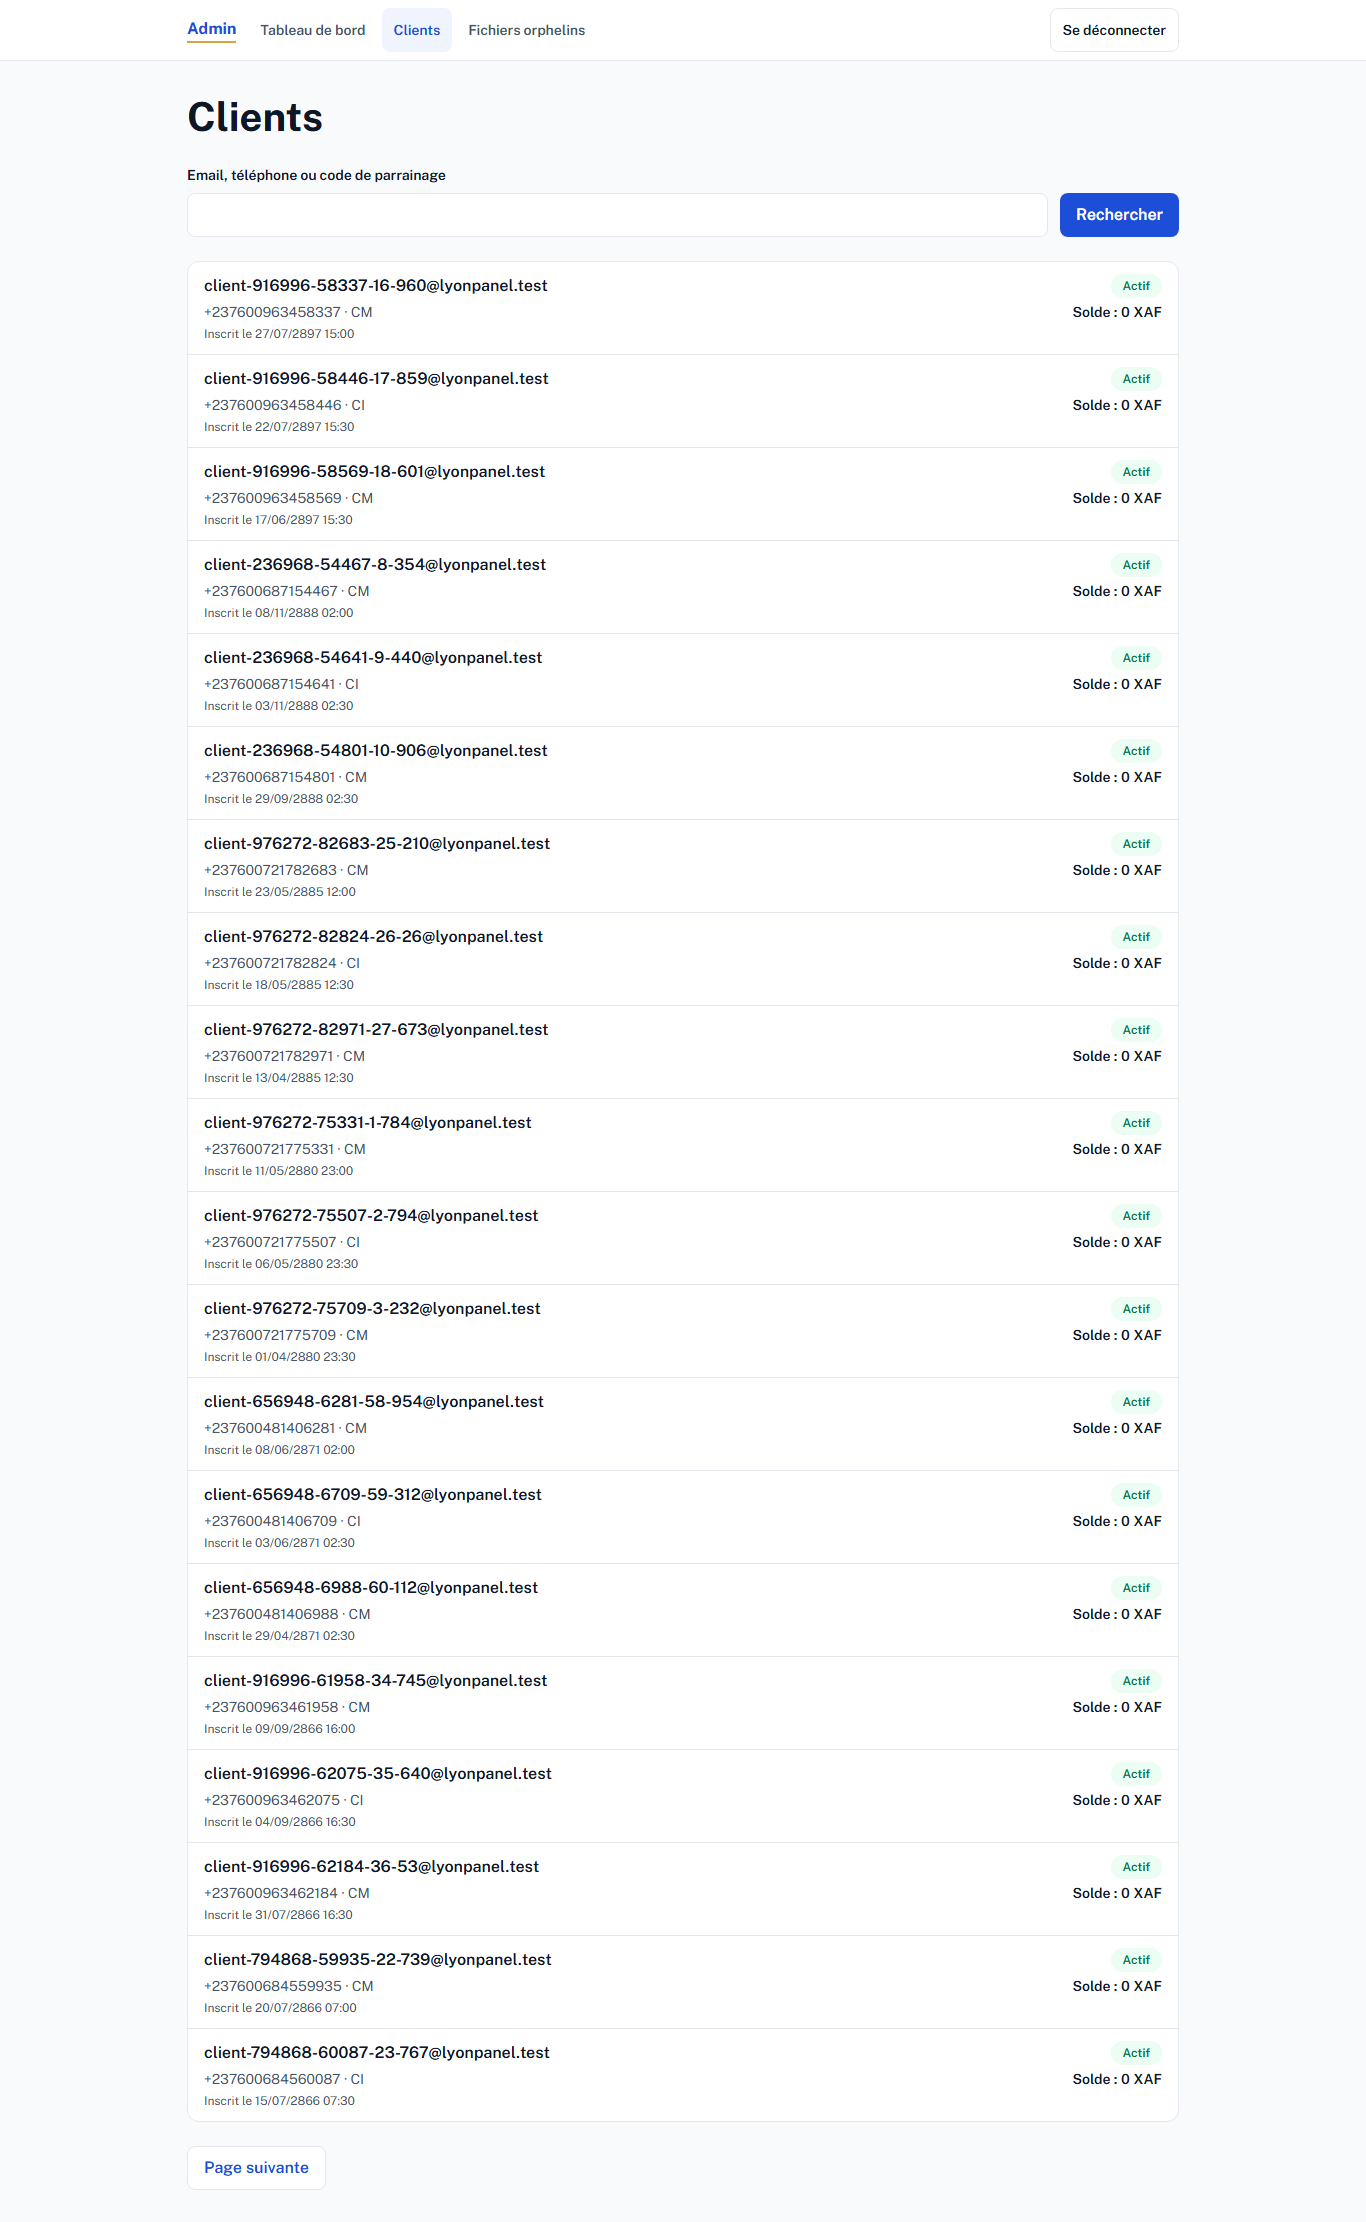 Admin
Tableau de bord
Clients
Fichiers orphelins
Se déconnecter
Clients
Email, téléphone ou code de parrainage
Rechercher
client-916996-58337-16-960@lyonpanel.test
Actif
+237600963458337 · CM
Solde : 0 XAF
Inscrit le 27/07/2897 15:00
client-916996-58446-17-859@lyonpanel.test
Actif
+237600963458446 · CI
Solde : 0 XAF
Inscrit le 22/07/2897 15:30
client-916996-58569-18-601@lyonpanel.test
Actif
+237600963458569 · CM
Solde : 0 XAF
Inscrit le 17/06/2897 15:30
client-236968-54467-8-354@lyonpanel.test
Actif
+237600687154467 · CM
Solde : 0 XAF
Inscrit le 08/11/2888 02:00
client-236968-54641-9-440@lyonpanel.test
Actif
+237600687154641 · CI
Solde : 0 XAF
Inscrit le 03/11/2888 02:30
client-236968-54801-10-906@lyonpanel.test
Actif
+237600687154801 · CM
Solde : 0 XAF
Inscrit le 29/09/2888 02:30
client-976272-82683-25-210@lyonpanel.test
Actif
+237600721782683 · CM
Solde : 0 XAF
Inscrit le 23/05/2885 12:00
client-976272-82824-26-26@lyonpanel.test
Actif
+237600721782824 · CI
Solde : 0 XAF
Inscrit le 18/05/2885 12:30
client-976272-82971-27-673@lyonpanel.test
Actif
+237600721782971 · CM
Solde : 0 XAF
Inscrit le 13/04/2885 12:30
client-976272-75331-1-784@lyonpanel.test
Actif
+237600721775331 · CM
Solde : 0 XAF
Inscrit le 11/05/2880 23:00
client-976272-75507-2-794@lyonpanel.test
Actif
+237600721775507 · CI
Solde : 0 XAF
Inscrit le 06/05/2880 23:30
client-976272-75709-3-232@lyonpanel.test
Actif
+237600721775709 · CM
Solde : 0 XAF
Inscrit le 01/04/2880 23:30
client-656948-6281-58-954@lyonpanel.test
Actif
+237600481406281 · CM
Solde : 0 XAF
Inscrit le 08/06/2871 02:00
client-656948-6709-59-312@lyonpanel.test
Actif
+237600481406709 · CI
Solde : 0 XAF
Inscrit le 03/06/2871 02:30
client-656948-6988-60-112@lyonpanel.test
Actif
+237600481406988 · CM
Solde : 0 XAF
Inscrit le 29/04/2871 02:30
client-916996-61958-34-745@lyonpanel.test
Actif
+237600963461958 · CM
Solde : 0 XAF
Inscrit le 09/09/2866 16:00
client-916996-62075-35-640@lyonpanel.test
Actif
+237600963462075 · CI
Solde : 0 XAF
Inscrit le 04/09/2866 16:30
client-916996-62184-36-53@lyonpanel.test
Actif
+237600963462184 · CM
Solde : 0 XAF
Inscrit le 31/07/2866 16:30
client-794868-59935-22-739@lyonpanel.test
Actif
+237600684559935 · CM
Solde : 0 XAF
Inscrit le 20/07/2866 07:00
client-794868-60087-23-767@lyonpanel.test
Actif
+237600684560087 · CI
Solde : 0 XAF
Inscrit le 15/07/2866 07:30
Page suivante